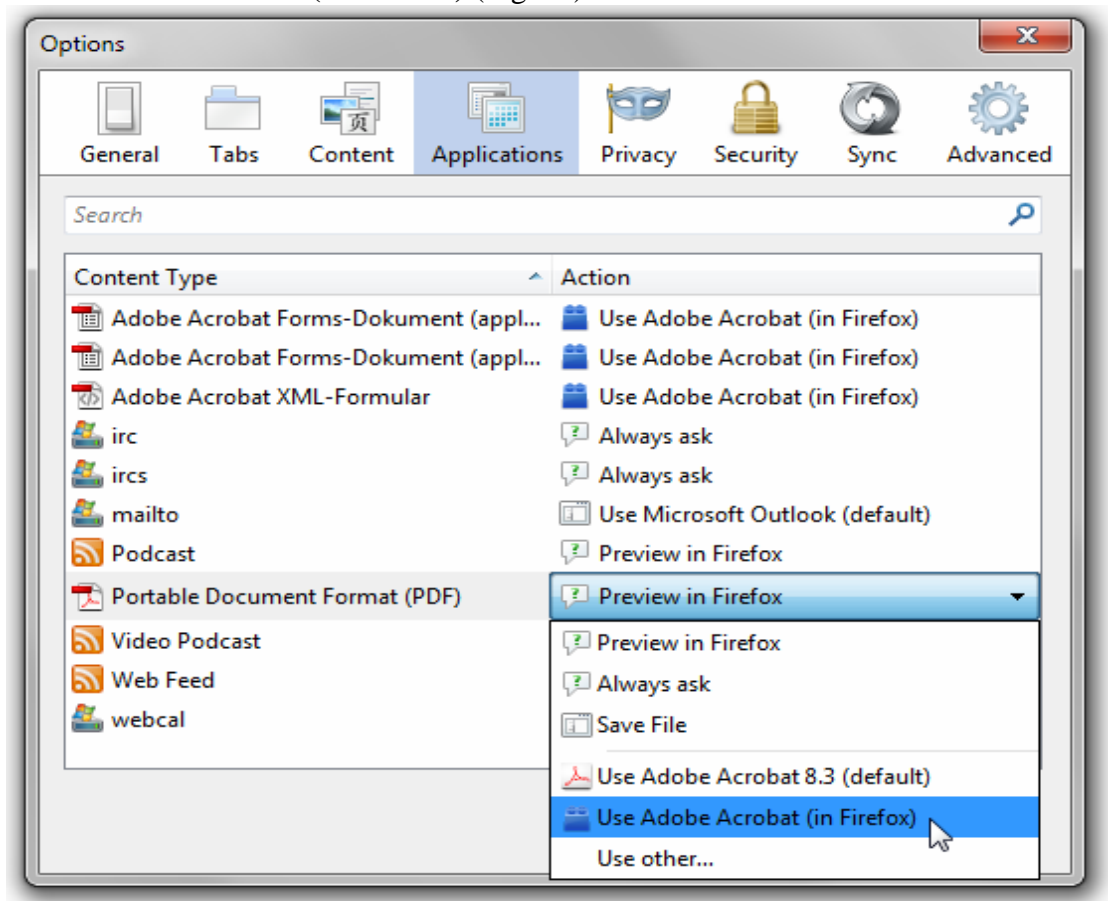 Options
General Tabs Content Applications Privacy Security Sync Advanced
Search
Content Type Action
Adobe Acrobat Forms-Dokument (appl... Use Adobe Acrobat (in Firefox)
Adobe Acrobat Forms-Dokument (appl... Use Adobe Acrobat (in Firefox)
Adobe Acrobat XML-Formular Use Adobe Acrobat (in Firefox)
irc Always ask
ircs Always ask
mailto Use Microsoft Outlook (default)
Podcast Preview in Firefox
Portable Document Format (PDF) Preview in Firefox
Video Podcast Preview in Firefox
Web Feed Always ask
webcal Save File
Use Adobe Acrobat 8.3 (default)
Use Adobe Acrobat (in Firefox)
Use other...